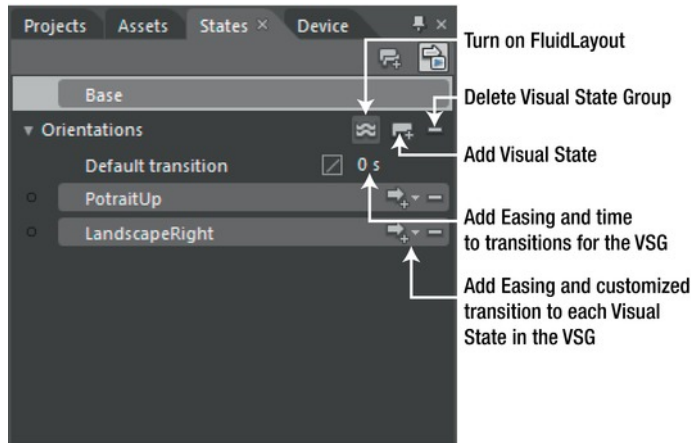 Projects Assets States × Device
Turn on FluidLayout
Base
Delete Visual State Group
Orientations
Add Visual State
Default transition 0 s
PotraitUp
Add Easing and time
to transitions for the VSG
LandscapeRight
Add Easing and customized
transition to each Visual
State in the VSG